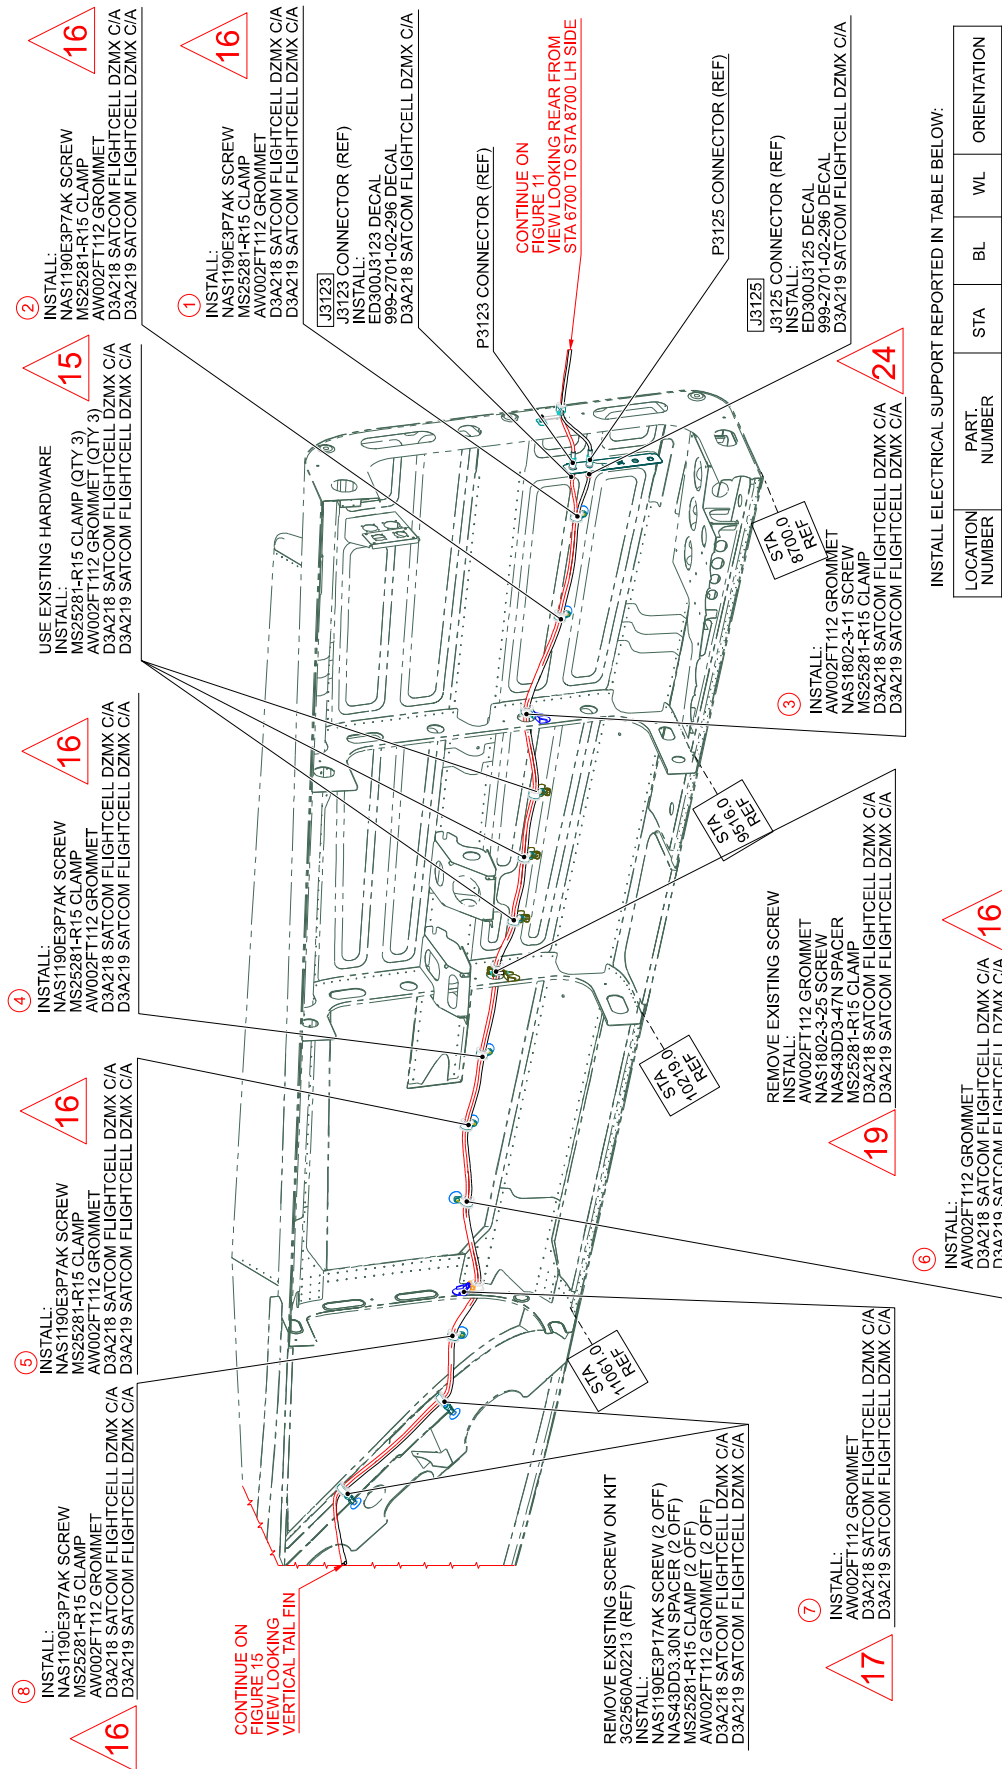 8
INSTALL:
NAS1190E3P7AK SCREW
MS25281-R15 CLAMP
AW002FT112 GROMMET
D3A218 SATCOM FLIGHTCELL DZMX C/A
D3A219 SATCOM FLIGHTCELL DZMX C/A
16
5
INSTALL:
NAS1190E3P7AK SCREW
MS25281-R15 CLAMP
AW002FT112 GROMMET
D3A218 SATCOM FLIGHTCELL DZMX C/A
D3A219 SATCOM FLIGHTCELL DZMX C/A
16
4
INSTALL:
NAS1190E3P7AK SCREW
MS25281-R15 CLAMP
AW002FT112 GROMMET
D3A218 SATCOM FLIGHTCELL DZMX C/A
D3A219 SATCOM FLIGHTCELL DZMX C/A
16
USE EXISTING HARDWARE
INSTALL:
MS25281-R15 CLAMP (QTY 3)
AW002FT112 GROMMET (QTY 3)
D3A218 SATCOM FLIGHTCELL DZMX C/A
D3A219 SATCOM FLIGHTCELL DZMX C/A
15
2
INSTALL:
NAS1190E3P7AK SCREW
MS25281-R15 CLAMP
AW002FT112 GROMMET
D3A218 SATCOM FLIGHTCELL DZMX C/A
D3A219 SATCOM FLIGHTCELL DZMX C/A
16
1
INSTALL:
NAS1190E3P7AK SCREW
MS25281-R15 CLAMP
AW002FT112 GROMMET
D3A218 SATCOM FLIGHTCELL DZMX C/A
D3A219 SATCOM FLIGHTCELL DZMX C/A
16
J3123
J3123 CONNECTOR (REF)
INSTALL:
ED300J3123 DECAL
999-2701-02-296 DECAL
D3A218 SATCOM FLIGHTCELL DZMX C/A
P3123 CONNECTOR (REF)
CONTINUE ON
FIGURE 11
VIEW LOOKING REAR FROM
STA 6700 TO STA 8700 LH SIDE
P3125 CONNECTOR (REF)
J3125
J3125 CONNECTOR (REF)
INSTALL:
ED300J3125 DECAL
999-2701-02-296 DECAL
D3A219 SATCOM FLIGHTCELL DZMX C/A
CONTINUE ON
FIGURE 15
VIEW LOOKING
VERTICAL TAIL FIN
STA
11061.0
REF.
STA
10219.0
REF.
STA
9516.0
REF.
STA
8700.0
REF
REMOVE EXISTING SCREW ON KIT
3G2560A02213 (REF)
INSTALL:
NAS1190E3P17AK SCREW (2 OFF)
NAS43DD3.30N SPACER (2 OFF)
MS25281-R15 CLAMP (2 OFF)
AW002FT112 GROMMET (2 OFF)
D3A218 SATCOM FLIGHTCELL DZMX C/A
D3A219 SATCOM FLIGHTCELL DZMX C/A
7
INSTALL:
AW002FT112 GROMMET
D3A218 SATCOM FLIGHTCELL DZMX C/A
D3A219 SATCOM FLIGHTCELL DZMX C/A
17
REMOVE EXISTING SCREW
INSTALL:
AW002FT112 GROMMET
NAS1802-3-25 SCREW
NAS43DD3-47N SPACER
MS25281-R15 CLAMP
D3A218 SATCOM FLIGHTCELL DZMX C/A
D3A219 SATCOM FLIGHTCELL DZMX C/A
19
3
INSTALL:
AW002FT112 GROMMET
NAS1802-3-11 SCREW
MS25281-R15 CLAMP
D3A218 SATCOM FLIGHTCELL DZMX C/A
D3A219 SATCOM FLIGHTCELL DZMX C/A
24
6
INSTALL:
AW002FT112 GROMMET
D3A218 SATCOM FLIGHTCELL DZMX C/A
D3A219 SATCOM FLIGHTCELL DZMX C/A
16
INSTALL ELECTRICAL SUPPORT REPORTED IN TABLE BELOW:
LOCATION NUMBER PART. NUMBER STA BL WL ORIENTATION